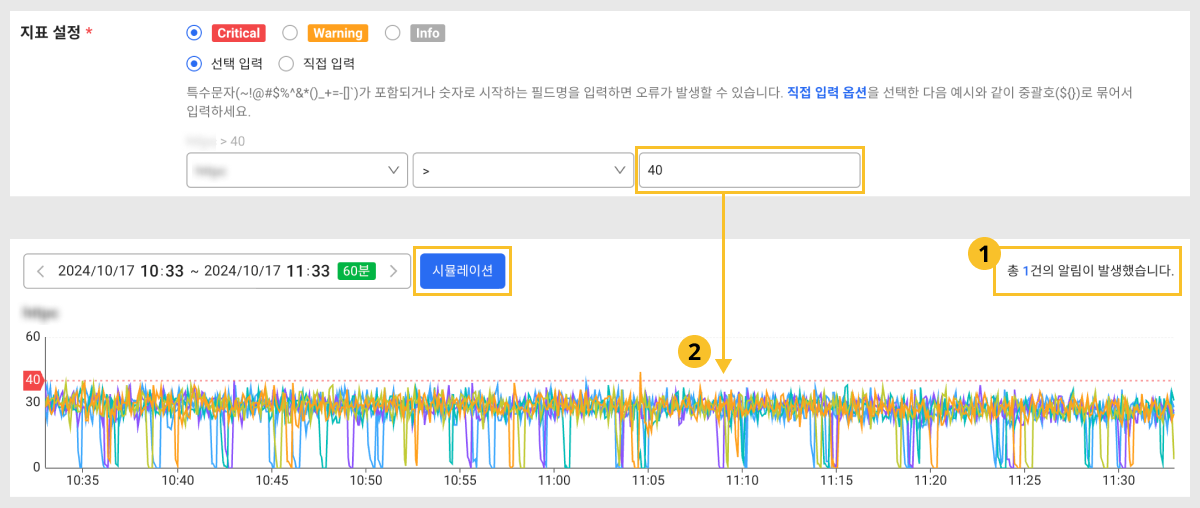 지표 설정 * Critical Warning Info
선택 입력 직접 입력
특수문자(~!@#$%^&*()_+=-[]`)가 포함되거나 숫자로 시작하는 필드명을 입력하면 오류가 발생할 수 있습니다. 직접 입력 옵션을 선택한 다음 예시와 같이 중괄호(${})로 묶어서
입력하세요.
> 40
> 40
2024/10/17 10:33 ~ 2024/10/17 11:33 60분 시뮬레이션 1 총 1건의 알림이 발생했습니다.
60
2
40
30
0
10:35 10:40 10:45 10:50 10:55 11:00 11:05 11:10 11:15 11:20 11:25 11:30